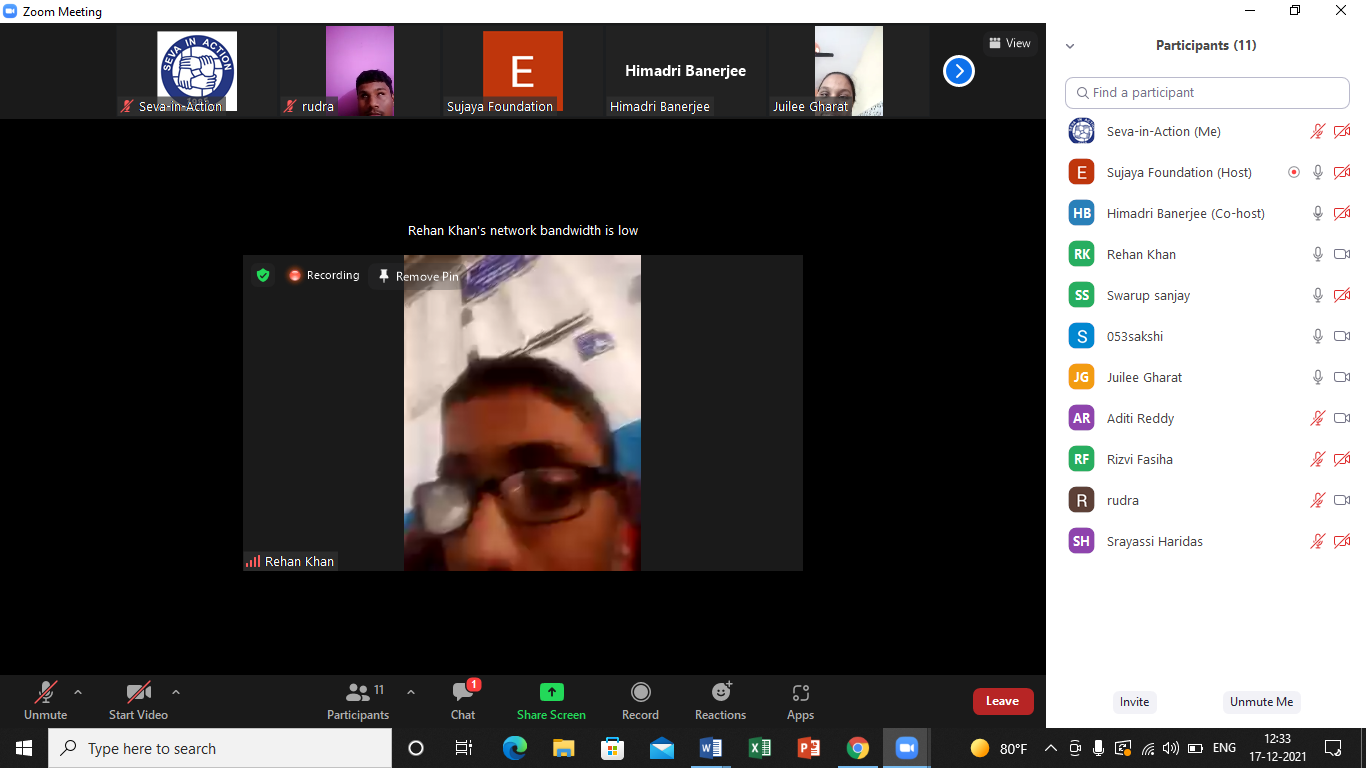 Zoom Meeting
SEVA IN ACTION
Seva-in-Action
rudra
E
Sujaya Foundation
Himadri Banerjee
Himadri Banerjee
Juilee Gharat
View
Rehan Khan's network bandwidth is low
Recording
Remove Pin
Rehan Khan
Participants (11)
Find a participant
Seva-in-Action (Me)
E Sujaya Foundation (Host)
HB Himadri Banerjee (Co-host)
RK Rehan Khan
SS Swarup sanjay
S 053sakshi
JG Juilee Gharat
AR Aditi Reddy
RF Rizvi Fasiha
R rudra
SH Srayassi Haridas
Invite
Unmute Me
Unmute
Start Video
Participants 11
Chat 1
Share Screen
Record
Reactions
Apps
Leave
Type here to search
80°F
ENG
12:33
17-12-2021